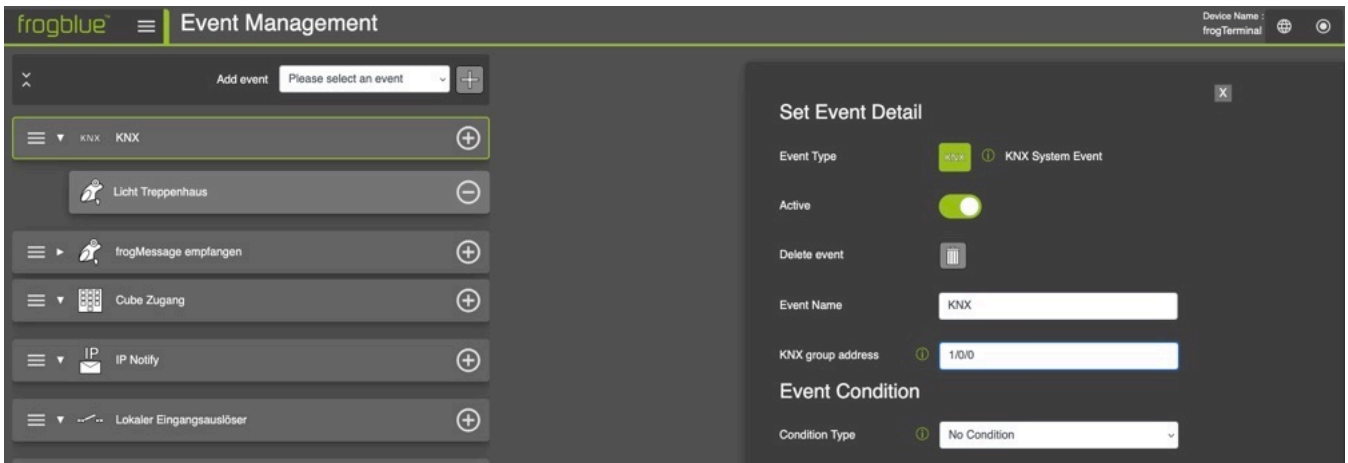 frogblue™
Event Management
Device Name :
frogTerminal
Add event
Please select an event
KNX KNX
Licht Treppenhaus
frogMessage empfangen
Cube Zugang
IP IP Notify
Lokaler Eingangsauslöser
X
Set Event Detail
Event Type
KNX
KNX System Event
Active
Delete event
Event Name
KNX
KNX group address
1/0/0
Event Condition
Condition Type
No Condition